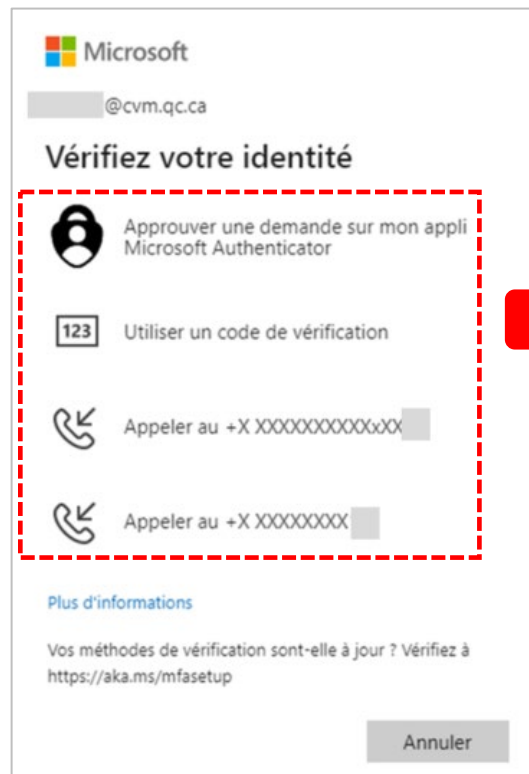 Microsoft
@cvm.qc.ca
Vérifiez votre identité
Approuver une demande sur mon appli
Microsoft Authenticator
123
Utiliser un code de vérification
Appeler au +X XXXXXXXXXXxXX
Appeler au +X XXXXXXXX
Plus d'informations
Vos méthodes de vérification sont-elle à jour ? Vérifiez à
https://aka.ms/mfasetup
Annuler